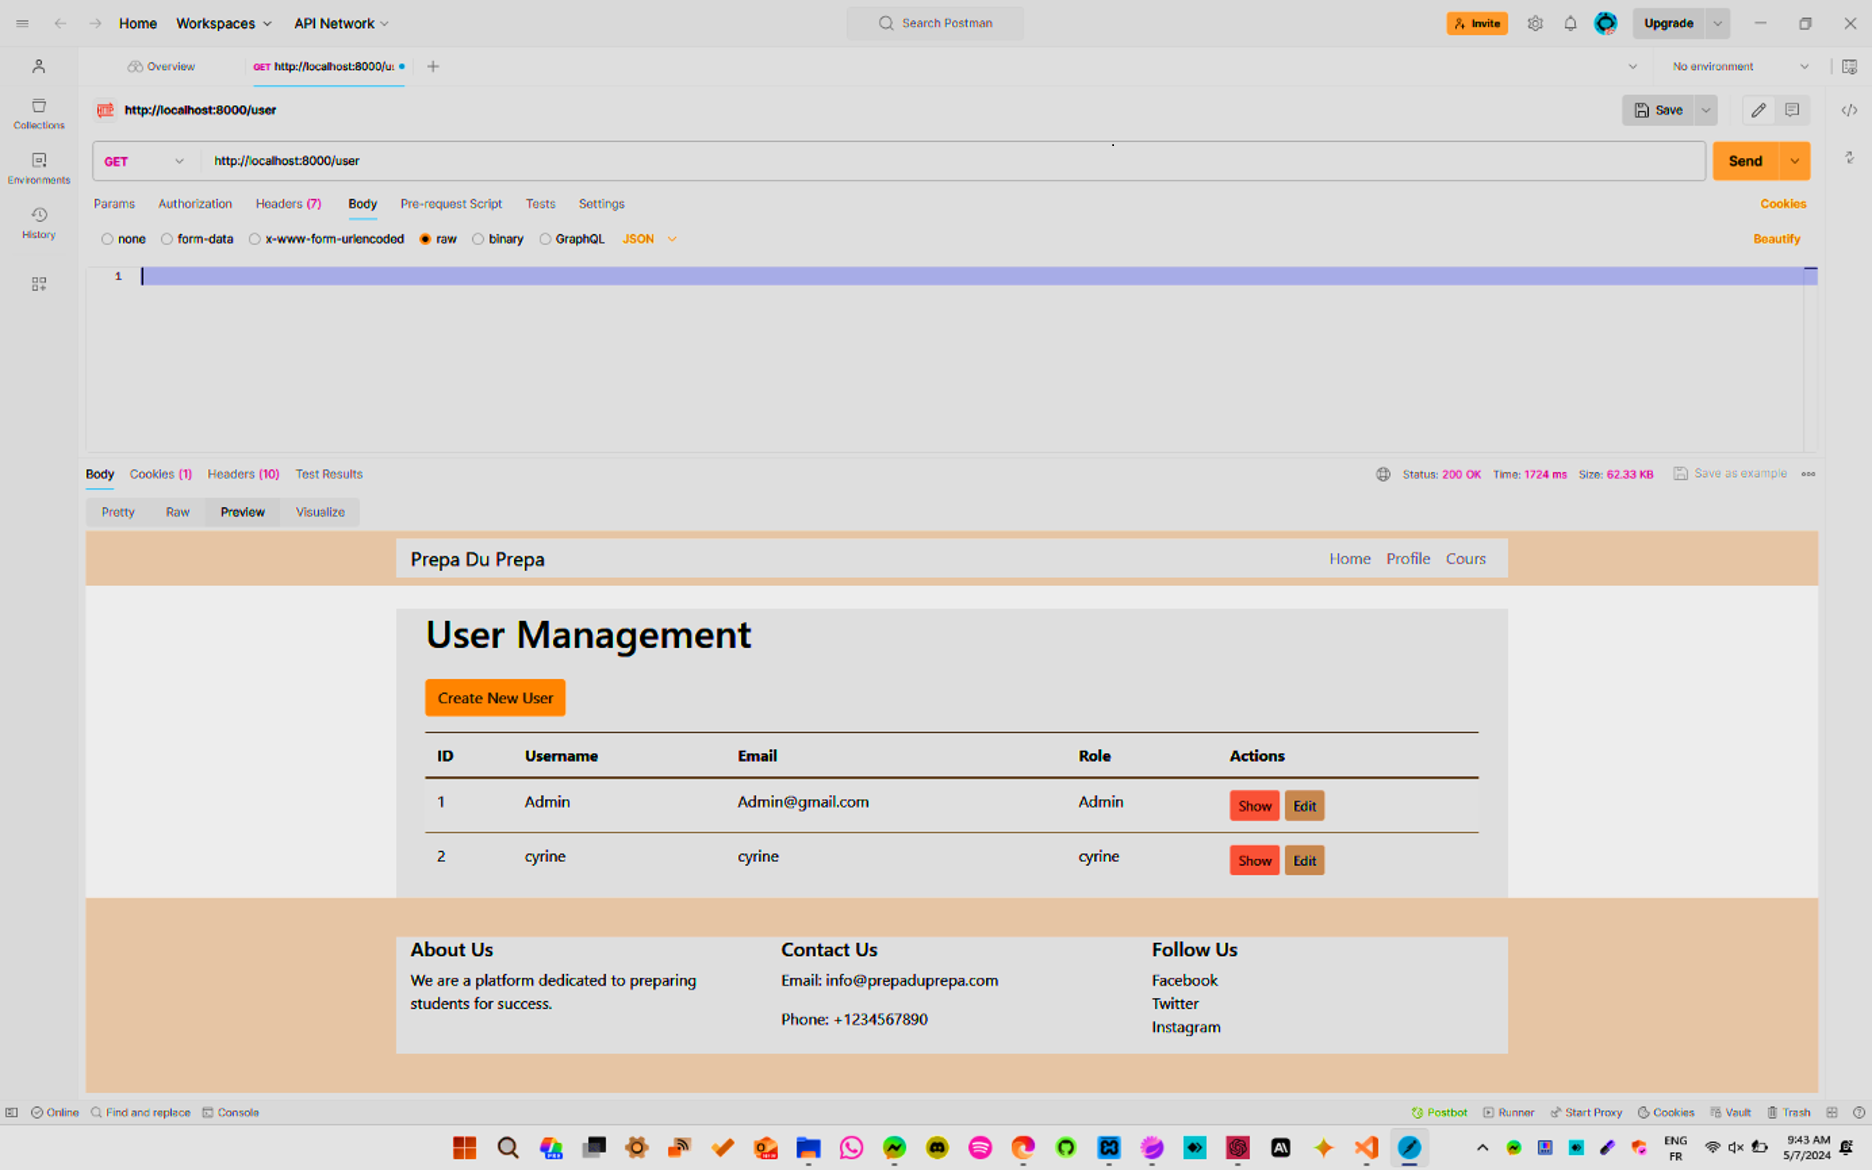 Home Workspaces API Network Search Postman Invite Upgrade
Overview GET http://localhost:8000/u No environment
http://localhost:8000/user Save
GET http://localhost:8000/user Send
Params Authorization Headers (7) Body Pre-request Script Tests Settings Cookies
none form-data x-www-form-urlencoded raw binary GraphQL JSON Beautify
1
Collections
Environments
History
Body Cookies (1) Headers (10) Test Results Status: 200 OK Time: 1724 ms Size: 62.33 KB Save as example
Pretty Raw Preview Visualize
Prepa Du Prepa Home Profile Cours
User Management
Create New User
ID Username Email Role Actions
1 Admin Admin@gmail.com Admin Show Edit
2 cyrine cyrine cyrine Show Edit
About Us Contact Us Follow Us
We are a platform dedicated to preparing Email: info@prepaduprepa.com Facebook
students for success. Twitter
Phone: +1234567890 Instagram
Online Find and replace Console Postbot Runner Start Proxy Cookies Vault Trash
ENG 9:43 AM
FR 5/7/2024